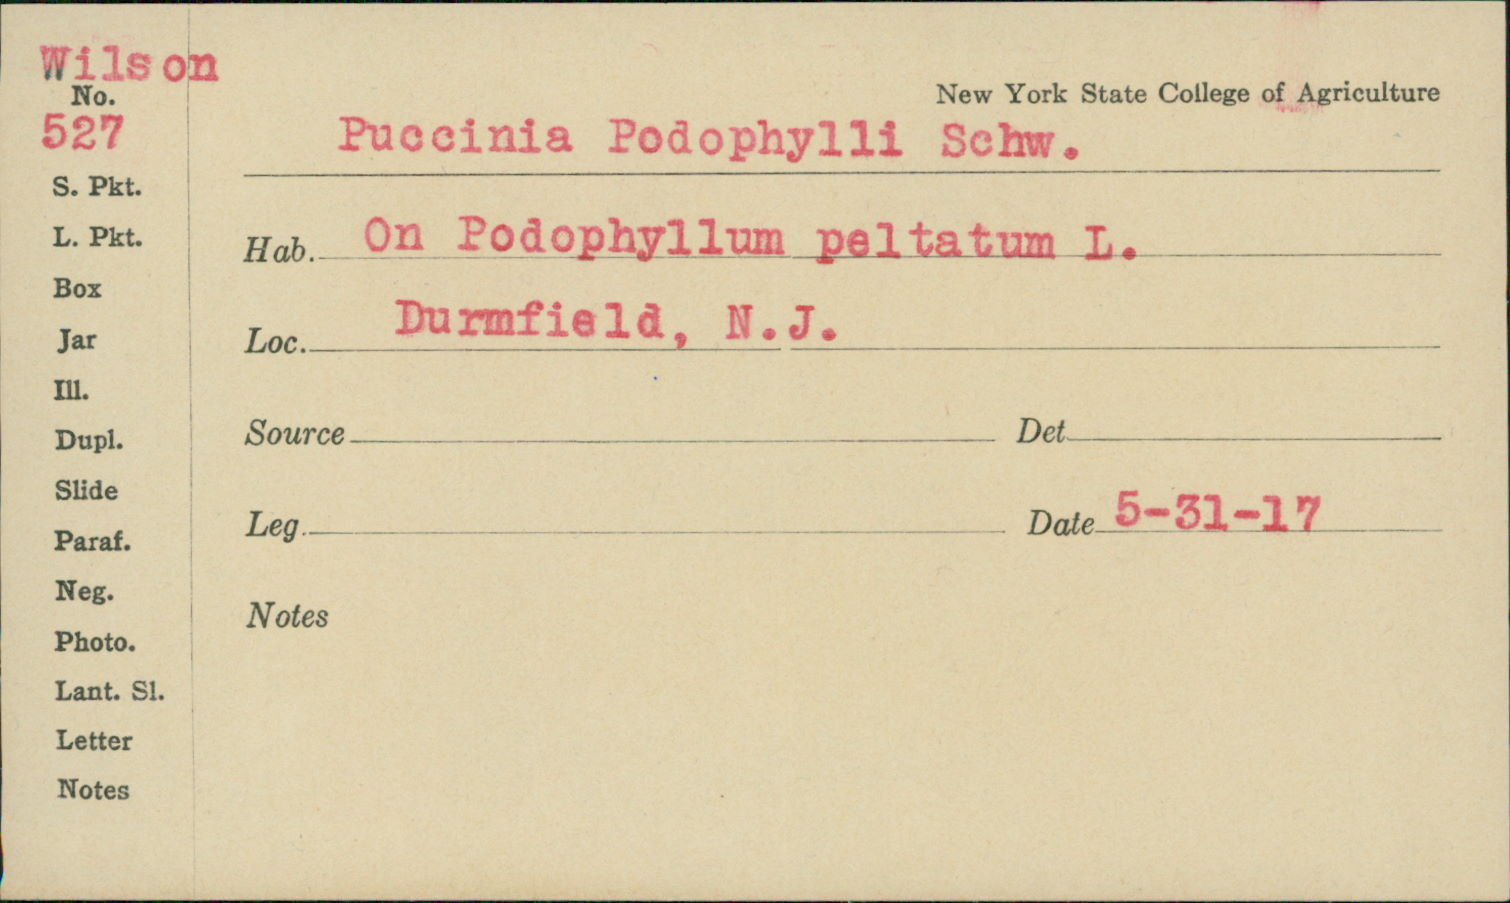 Wilson
No.
527
New York State College of Agriculture
Puccinia Podophylli Schw.
S. Pkt.
L. Pkt.
Hab. On Podophyllum peltatum L.
Box
Jar
Loc. Durmfield, N.J.
Ill.
Dupl.
Source Det
Slide
Leg. Date 5-31-17
Paraf.
Neg.
Notes
Photo.
Lant. Sl.
Letter
Notes